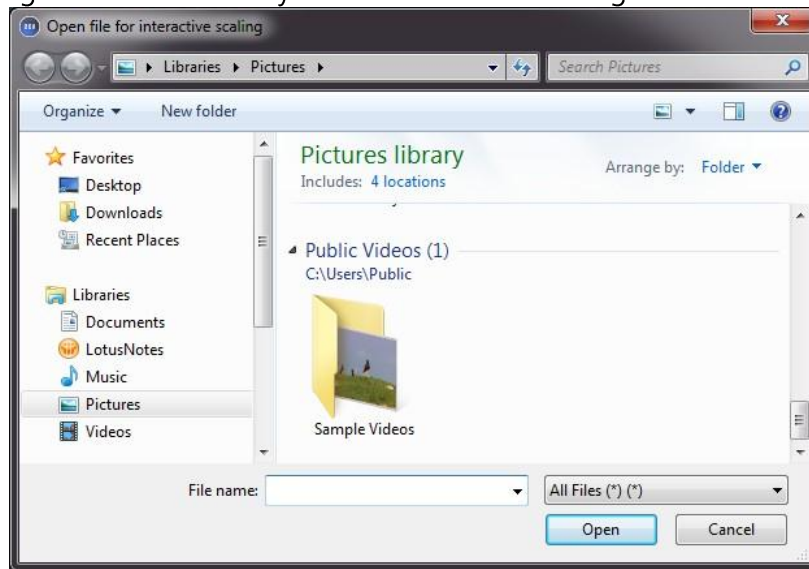 Open file for interactive scaling
Libraries Pictures
Search Pictures
Organize New folder
Favorites
Desktop
Downloads
Recent Places
Libraries
Documents
LotusNotes
Music
Pictures
Videos
Pictures library
Includes: 4 locations
Arrange by: Folder
Public Videos (1)
C:\Users\Public
Sample Videos
File name:
All Files (*) (*)
Open Cancel